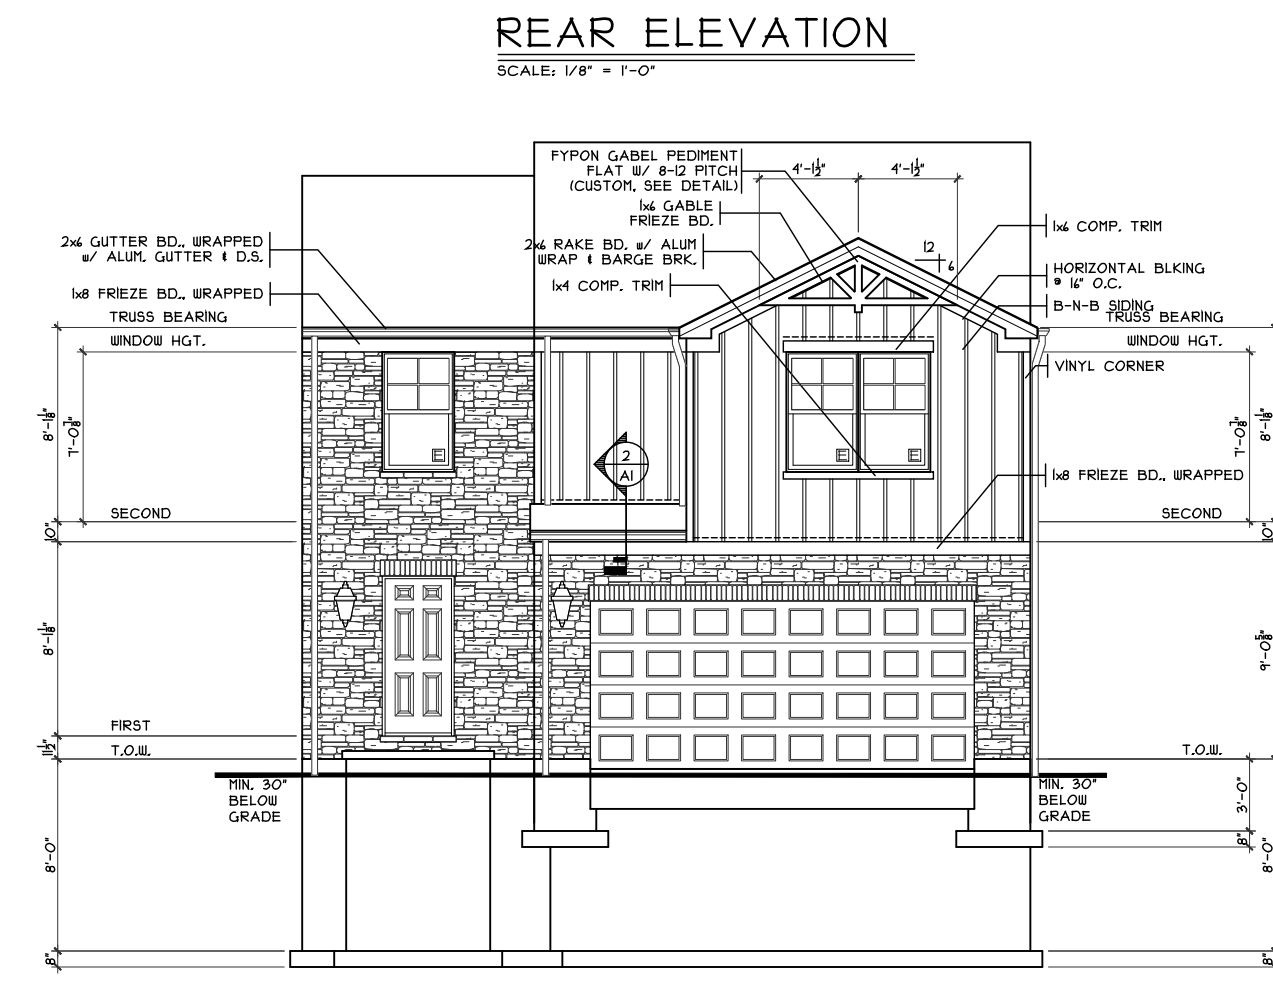 REAR ELEVATION
SCALE: 1/8" = 1'-0"
FYPON GABEL PEDIMENT
FLAT W/ 8-12 PITCH
(CUSTOM, SEE DETAIL)
4'-1½"
4'-1½"
1x6 GABLE
FRIEZE BD.
2x6 RAKE BD. w/ ALUM
WRAP & BARGE BRK.
1x4 COMP. TRIM
12
6
2x6 GUTTER BD., WRAPPED
w/ ALUM. GUTTER & D.S.
1x8 FRIEZE BD., WRAPPED
TRUSS BEARING
WINDOW HGT.
1x6 COMP. TRIM
HORIZONTAL BLKING
@ 16" O.C.
B-N-B SIDING
TRUSS BEARING
WINDOW HGT.
VINYL CORNER
8'-1⅛"
7'-0⅞"
7'-0⅞"
8'-1⅛"
E
E
E
2
A1
1x8 FRIEZE BD., WRAPPED
SECOND
SECOND
10"
10"
8'-1⅛"
9'-0⅝"
FIRST
11½"
T.O.W.
T.O.W.
MIN. 30"
BELOW
GRADE
MIN. 30"
BELOW
GRADE
3'-0"
8"
8'-0"
8'-0"
8"
8"